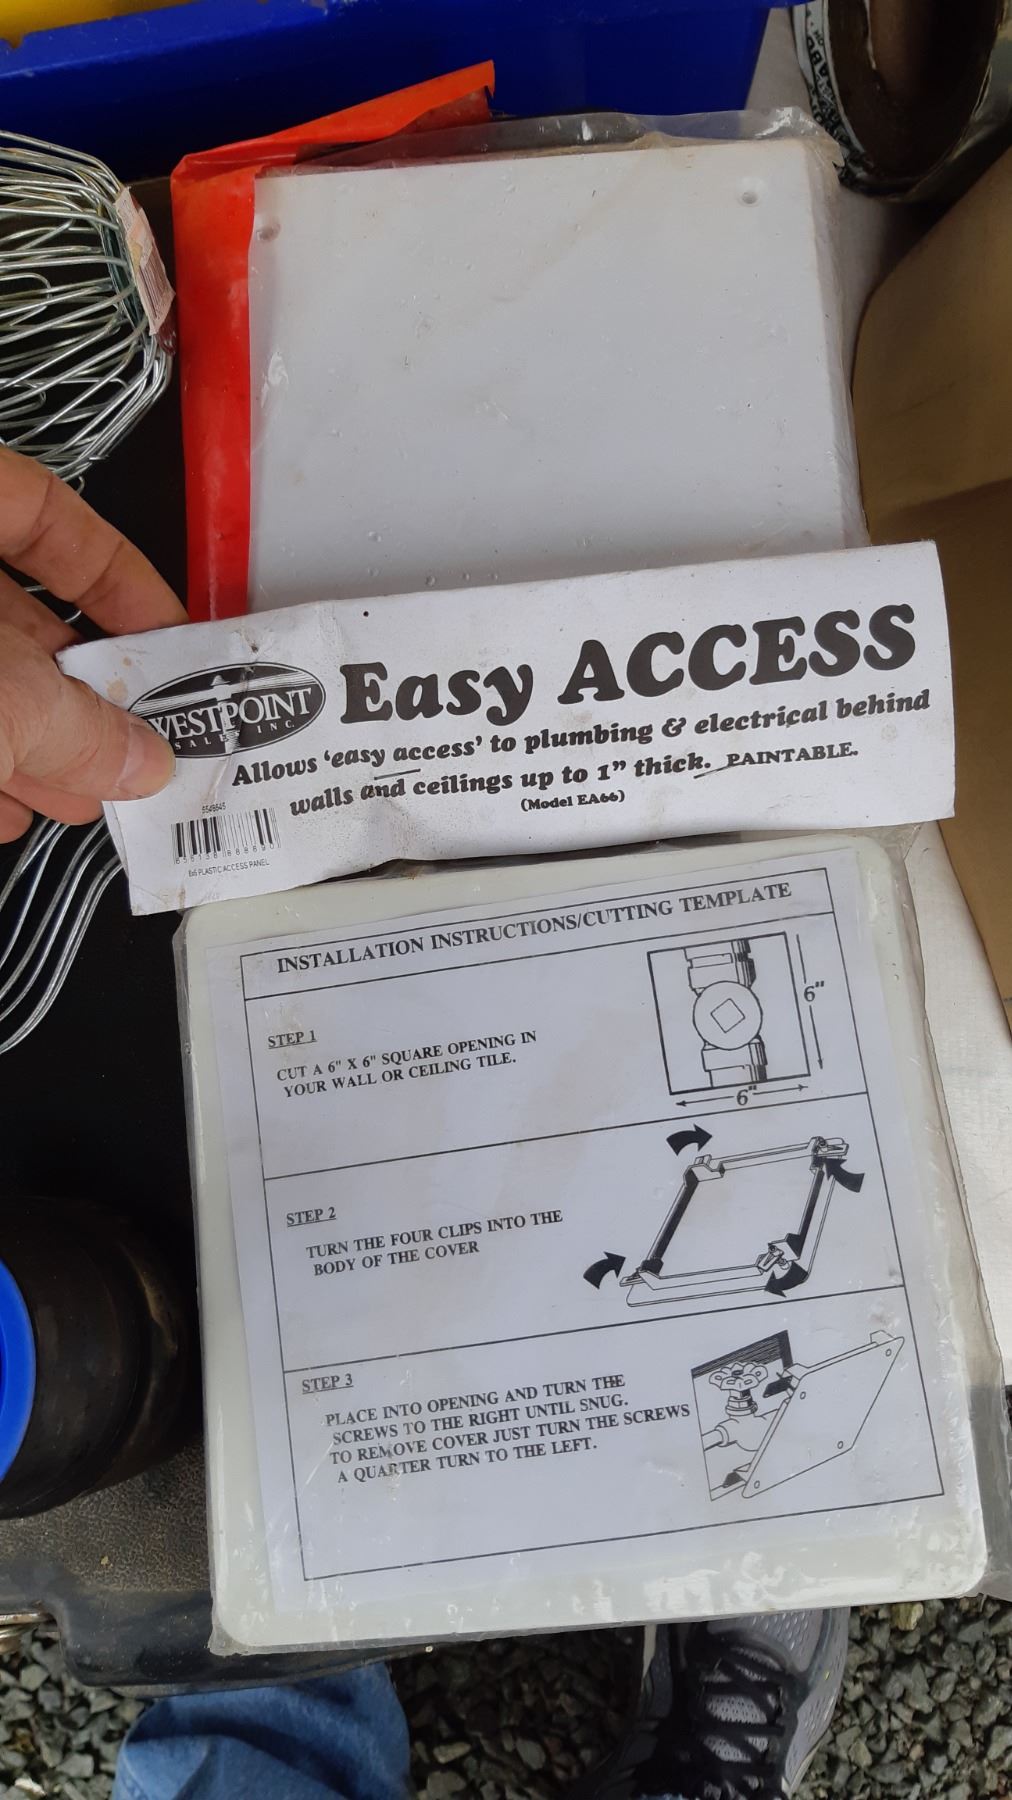 WESTPOINT
SALES INC.
Easy ACCESS
Allows 'easy access' to plumbing & electrical behind
walls and ceilings up to 1" thick. PAINTABLE.
(Model EA66)
6x6 PLASTIC ACCESS PANEL
INSTALLATION INSTRUCTIONS/CUTTING TEMPLATE
STEP 1
CUT A 6" X 6" SQUARE OPENING IN
YOUR WALL OR CEILING TILE.
6"
6"
STEP 2
TURN THE FOUR CLIPS INTO THE
BODY OF THE COVER
STEP 3
PLACE INTO OPENING AND TURN THE
SCREWS TO THE RIGHT UNTIL SNUG.
TO REMOVE COVER JUST TURN THE SCREWS
A QUARTER TURN TO THE LEFT.